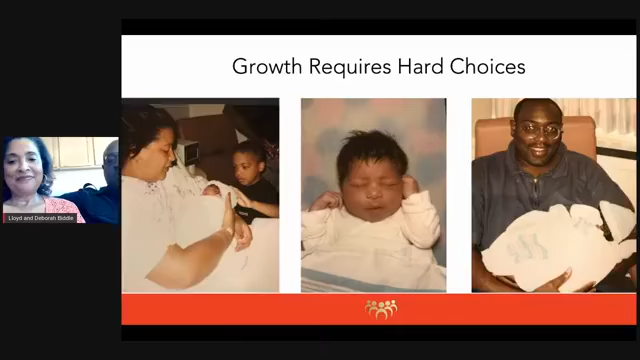 Growth Requires Hard Choices
Lloyd and Deborah Biddle